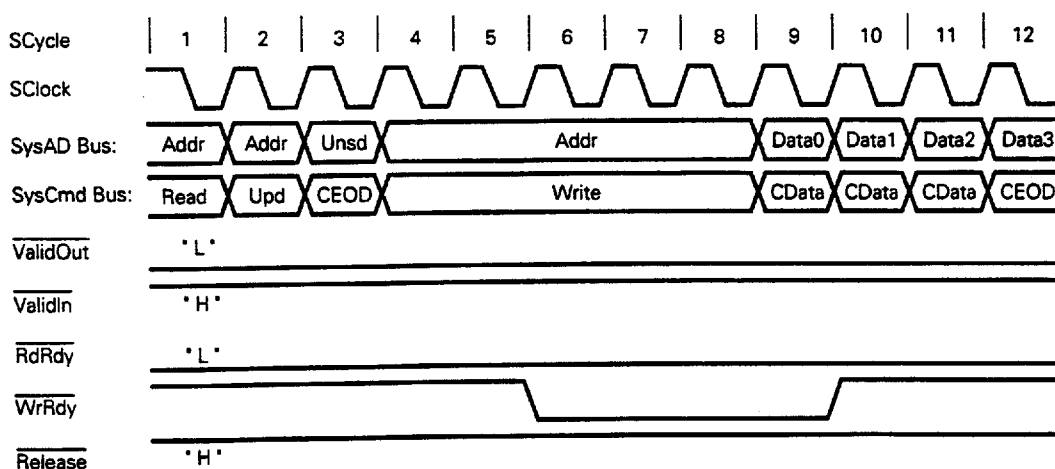 SCycle 1 2 3 4 5 6 7 8 9 10 11 12
SClock
SysAD Bus: Addr Addr Unsd Addr Data0 Data1 Data2 Data3
SysCmd Bus: Read Upd CEOD Write CData CData CData CEOD
ValidOut "L"
ValidIn "H"
RdRdy "L"
WrRdy
Release "H"